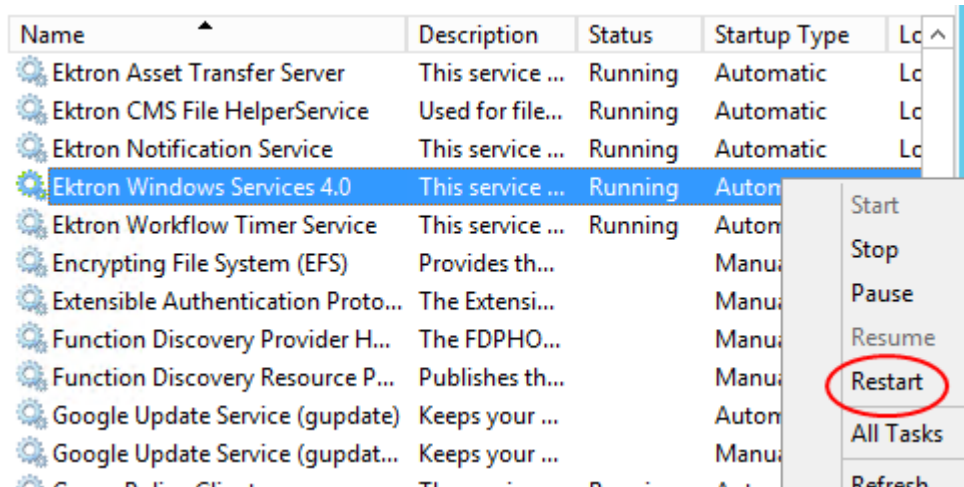 Name Description Status Startup Type Lc
Ektron Asset Transfer Server This service ... Running Automatic Lc
Ektron CMS File HelperService Used for file... Running Automatic Lc
Ektron Notification Service This service ... Running Automatic Lc
Ektron Windows Services 4.0 This service ... Running Autom
Start
Ektron Workflow Timer Service This service ... Running Autom
Stop
Encrypting File System (EFS) Provides th... Manua
Extensible Authentication Proto... The Extensi... Manua
Pause
Function Discovery Provider H... The FDPHO... Manua
Resume
Function Discovery Resource P... Publishes th... Manua
Restart
Google Update Service (gupdate) Keeps your ... Autom
All Tasks
Google Update Service (gupdat... Keeps your ... Manua
Refresh